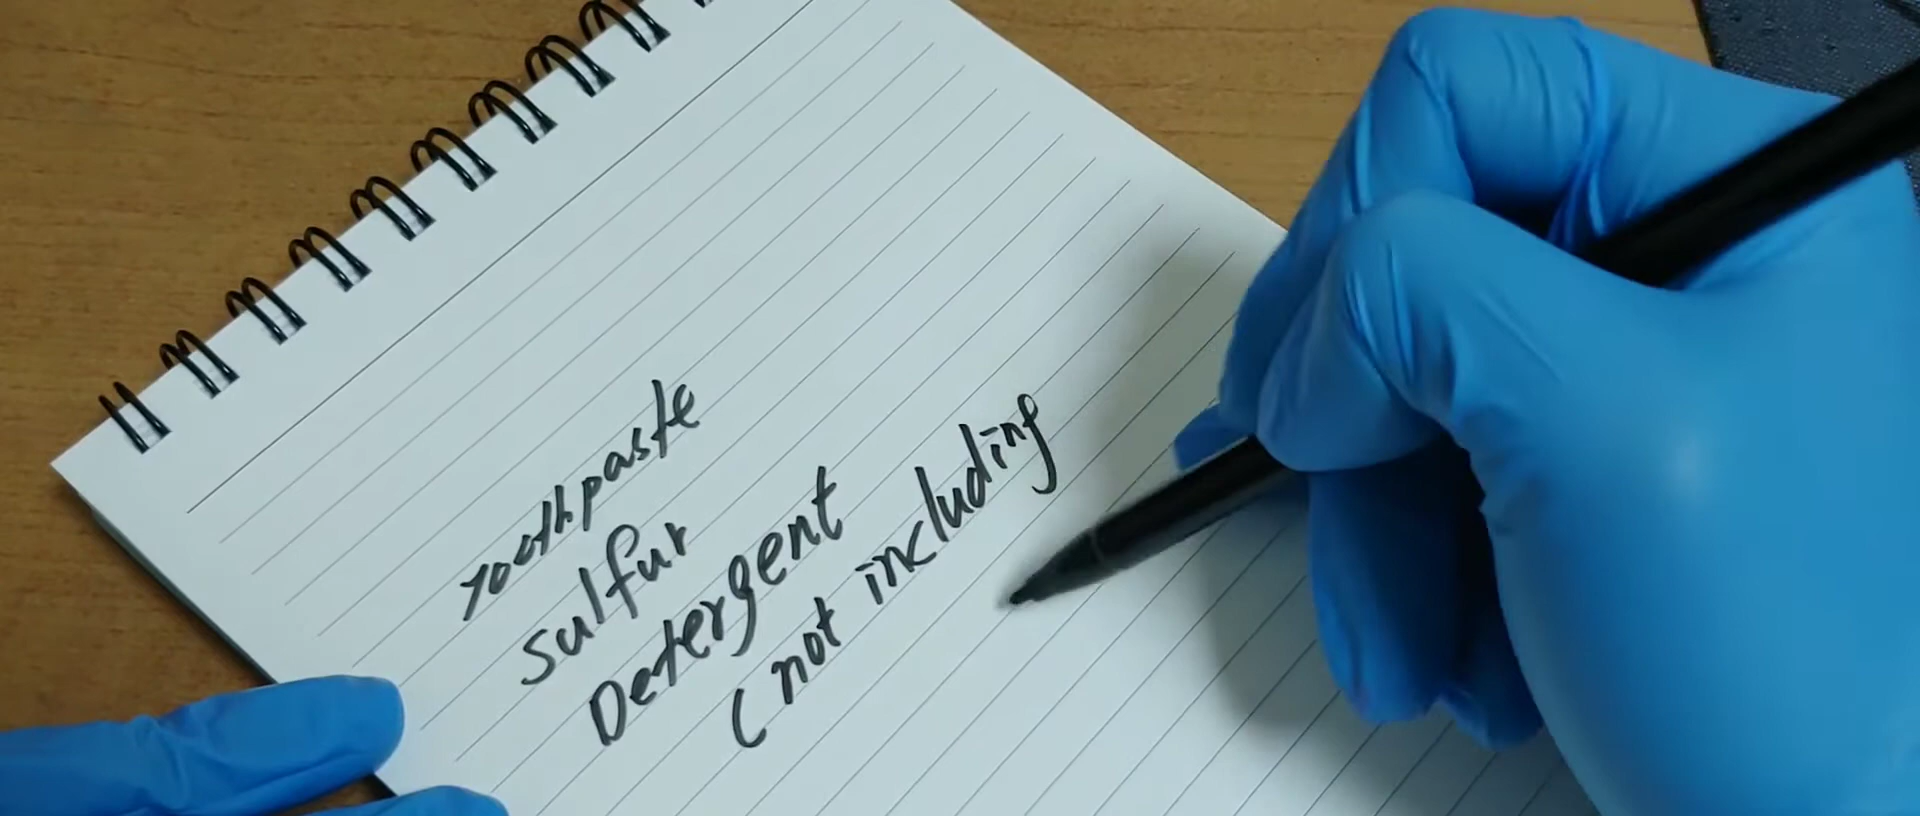 Toothpaste
sulfur
Detergent
(not including